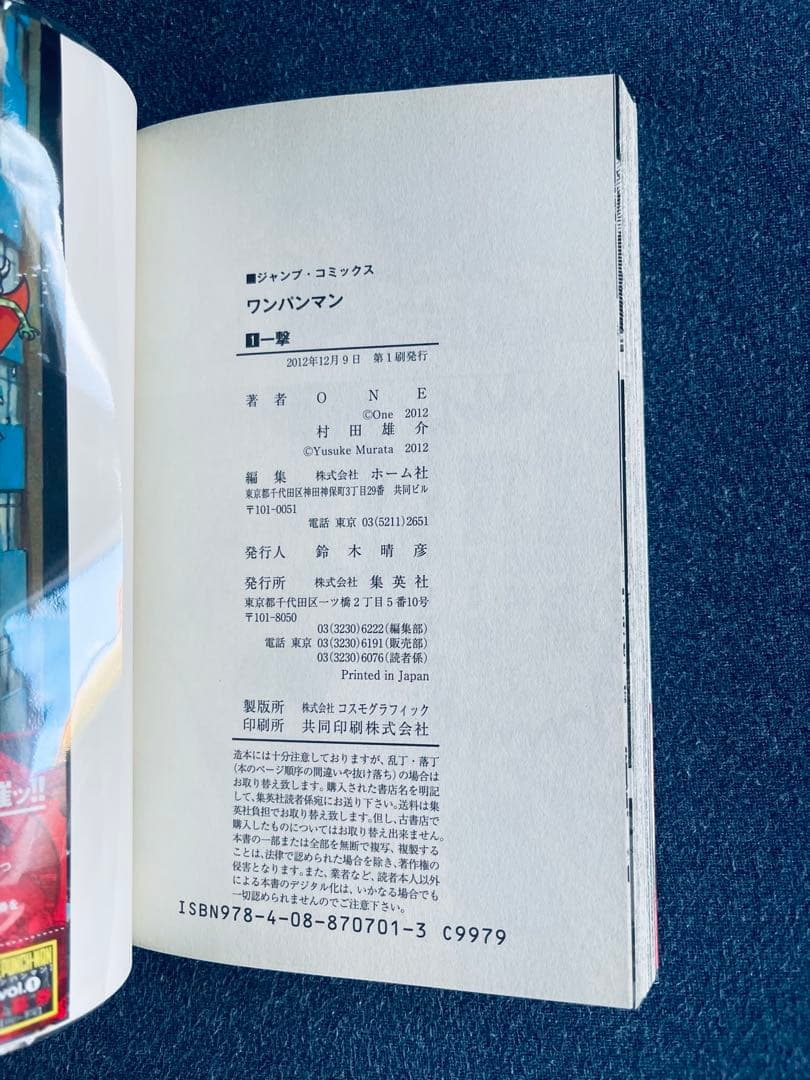 ■ジャンプ・コミックス
ワンパンマン
1一撃
2012年12月9日 第1刷発行
著者 ONE
©One 2012
村田雄介
©Yusuke Murata 2012
編集 株式会社 ホーム社
東京都千代田区神田神保町3丁目29番 共同ビル
〒101-0051
電話 東京 03(5211)2651
発行人 鈴木晴彦
発行所 株式会社 集英社
東京都千代田区一ツ橋2丁目5番10号
〒101-8050
03(3230)6222(編集部)
電話 東京 03(3230)6191(販売部)
03(3230)6076(読者係)
Printed in Japan
製版所 株式会社 コスモグラフィック
印刷所 共同印刷株式会社
造本には十分注意しておりますが、乱丁・落丁
(本のページ順序の間違いや抜け落ち)の場合は
お取り替え致します。購入された書店名を明記
して、集英社読者係宛にお送り下さい。送料は集
英社負担でお取り替え致します。但し、古書店で
購入したものについてはお取り替え出来ません。
本書の一部または全部を無断で複写、複製する
ことは、法律で認められた場合を除き、著作権の
侵害となります。また、業者など、読者本人以外
による本書のデジタル化は、いかなる場合でも
一切認められませんのでご注意下さい。
ISBN978-4-08-870701-3 C9979
ッ!!
PUNCH-MAN
vol.1